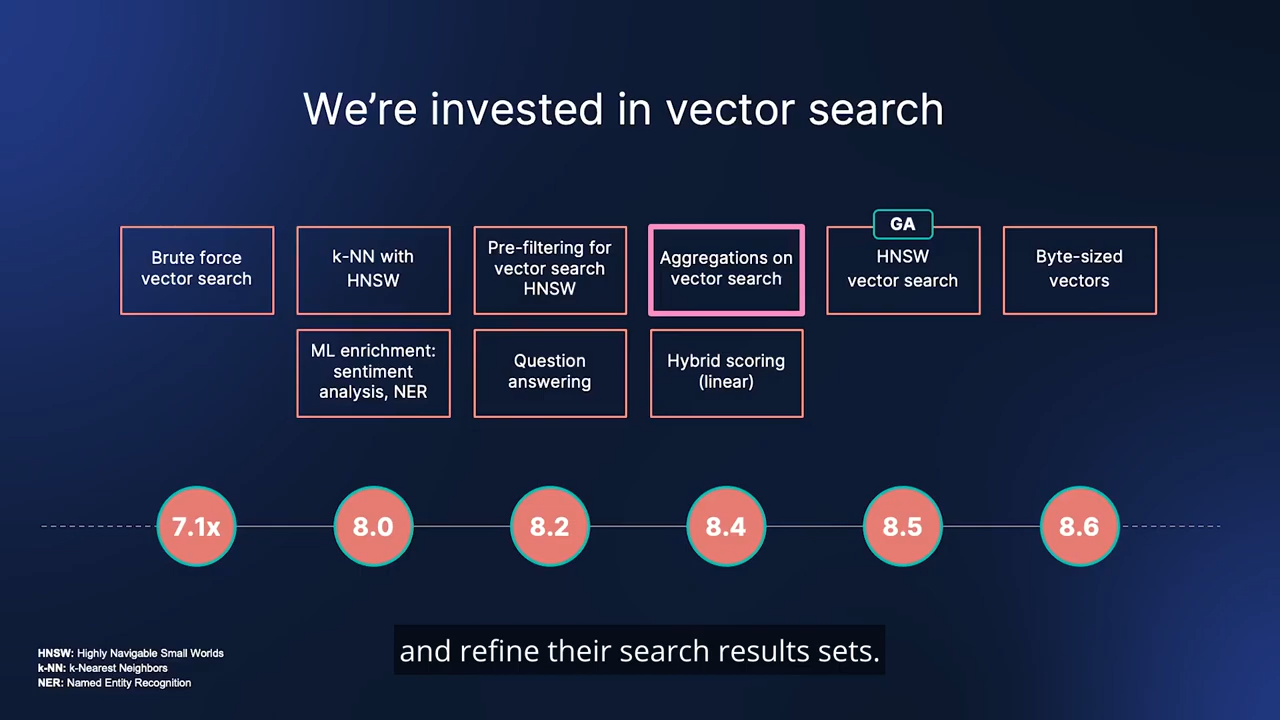 We're invested in vector search
Brute force
vector search
k-NN with
HNSW
Pre-filtering for
vector search
HNSW
Aggregations on
vector search
GA
HNSW
vector search
Byte-sized
vectors
ML enrichment:
sentiment
analysis, NER
Question
answering
Hybrid scoring
(linear)
7.1x
8.0
8.2
8.4
8.5
8.6
and refine their search results sets.
HNSW: Highly Navigable Small Worlds
k-NN: k-Nearest Neighbors
NER: Named Entity Recognition